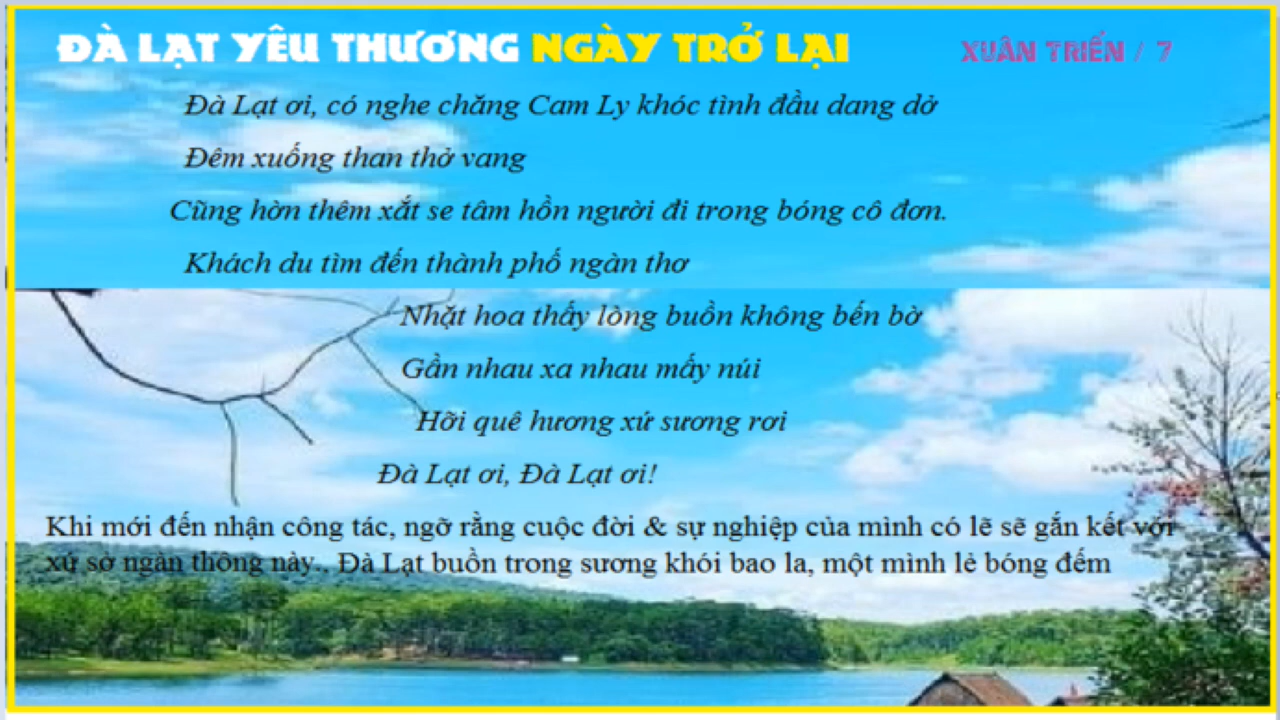 ĐÀ LẠT YÊU THƯƠNG NGÀY TRỞ LẠI
XUÂN TRIỂN / 7
Đà Lạt ơi, có nghe chăng Cam Ly khóc tình đầu dang dở
Đêm xuống than thở vang
Cũng hờn thêm xắt se tâm hồn người đi trong bóng cô đơn.
Khách du tìm đến thành phố ngàn thơ
Nhặt hoa thấy lòng buồn không bến bờ
Gần nhau xa nhau mấy núi
Hỡi quê hương xứ sương rơi
Đà Lạt ơi, Đà Lạt ơi!
Khi mới đến nhận công tác, ngỡ rằng cuộc đời & sự nghiệp của mình có lẽ sẽ gắn kết với
xứ sở ngàn thông này.. Đà Lạt buồn trong sương khói bao la, một mình lẻ bóng đếm